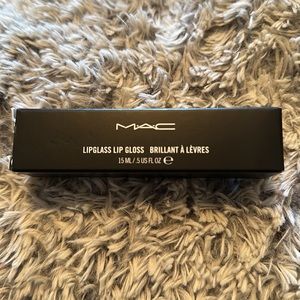 MAC
LIPGLASS LIP GLOSS BRILLANT À LÈVRES
15 ML / .5 US FL OZ ℮